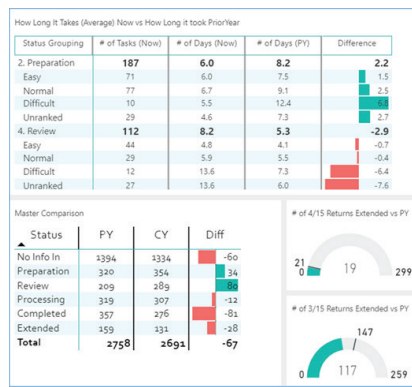 How Long It Takes (Average) Now vs How Long it took PriorYear
Status Grouping # of Tasks (Now) # of Days (Now) # of Days (PY) Difference
2. Preparation 187 6.0 8.2 2.2
Easy 71 6.0 7.5 1.5
Normal 77 6.7 9.1 2.5
Difficult 10 5.5 12.4 6.8
Unranked 29 4.6 7.3 2.7
4. Review 112 8.2 5.3 -2.9
Easy 44 4.8 4.1 -0.7
Normal 29 5.9 5.5 -0.4
Difficult 12 13.6 7.3 -6.4
Unranked 27 13.6 6.0 -7.6
Master Comparison
Status PY CY Diff
No Info In 1394 1334 -60
Preparation 320 354 34
Review 209 289 80
Processing 319 307 -12
Completed 357 276 -81
Extended 159 131 -28
Total 2758 2691 -67
# of 4/15 Returns Extended vs PY
21
0 19 299
# of 3/15 Returns Extended vs PY
147
0 117 259